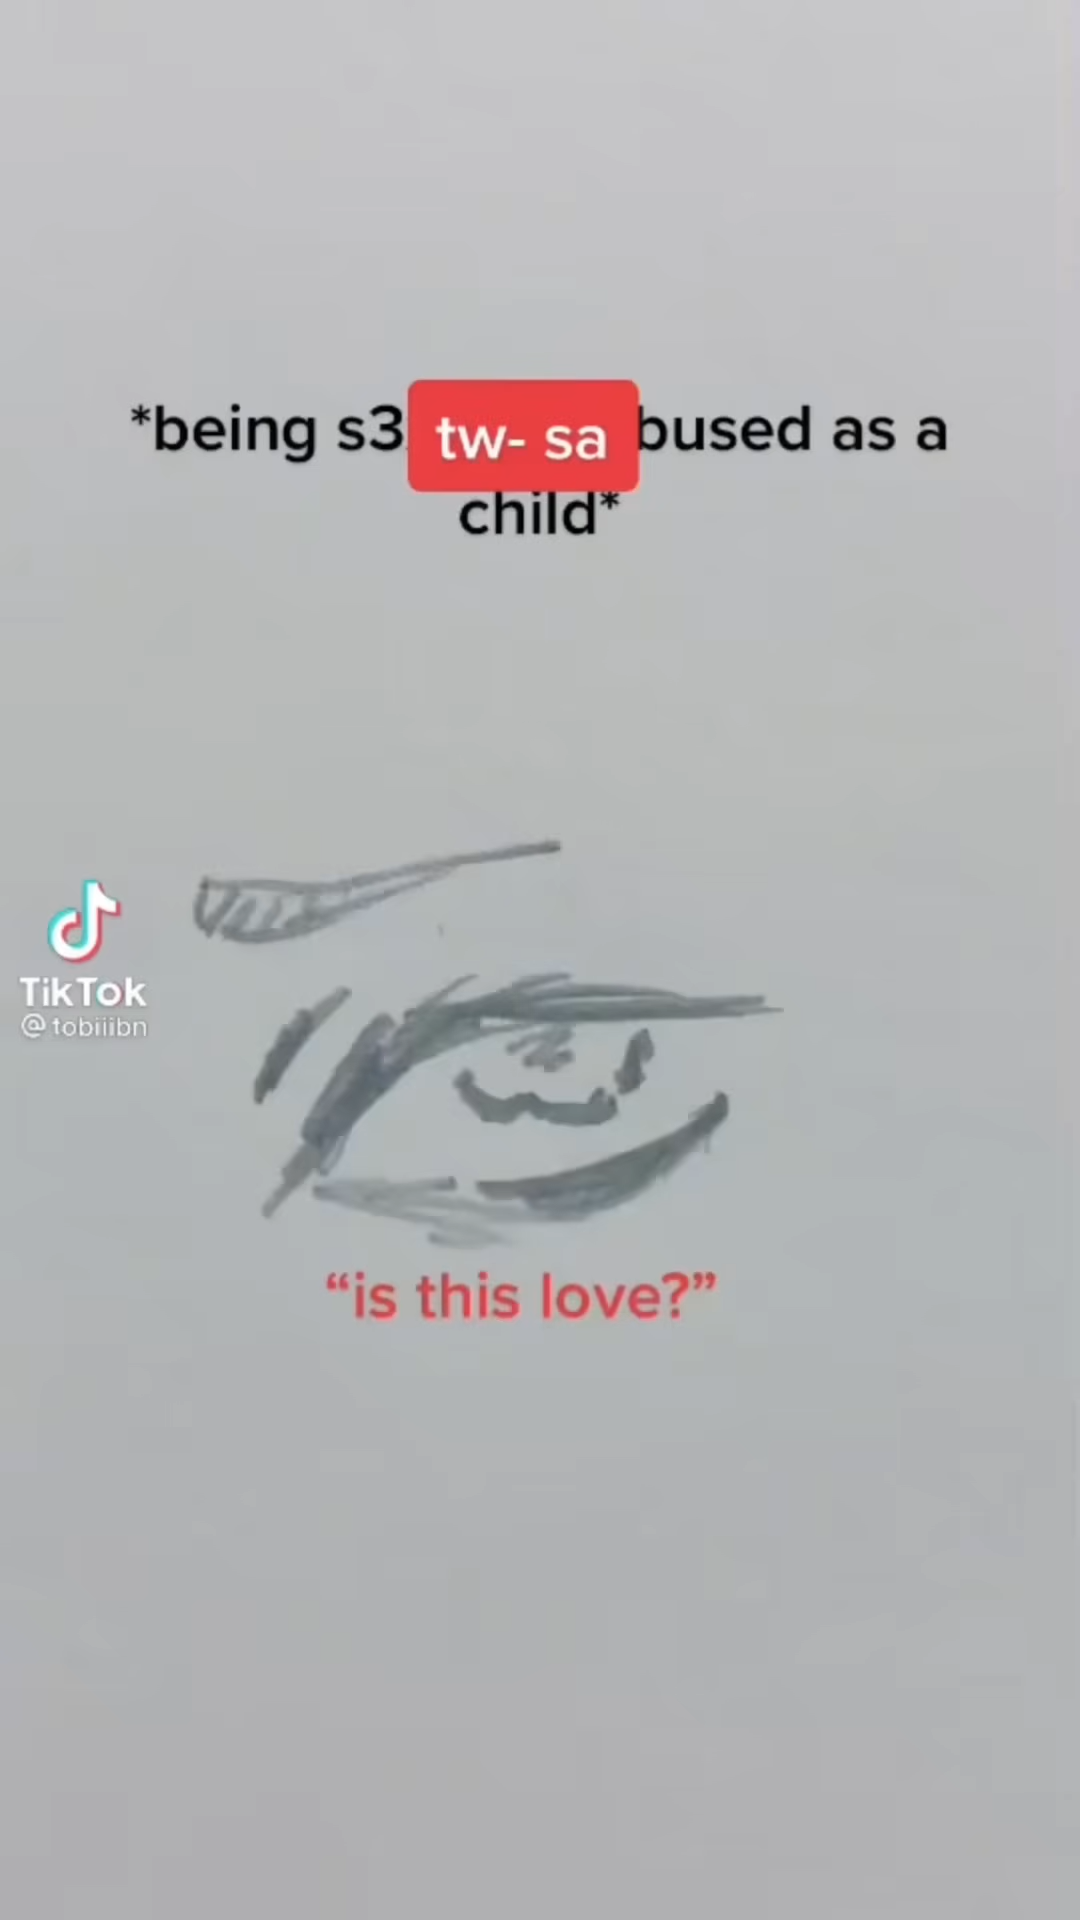 *being s3
tw- sa
bused as a
child*
TikTok
@tobiiibn
“is this love?”